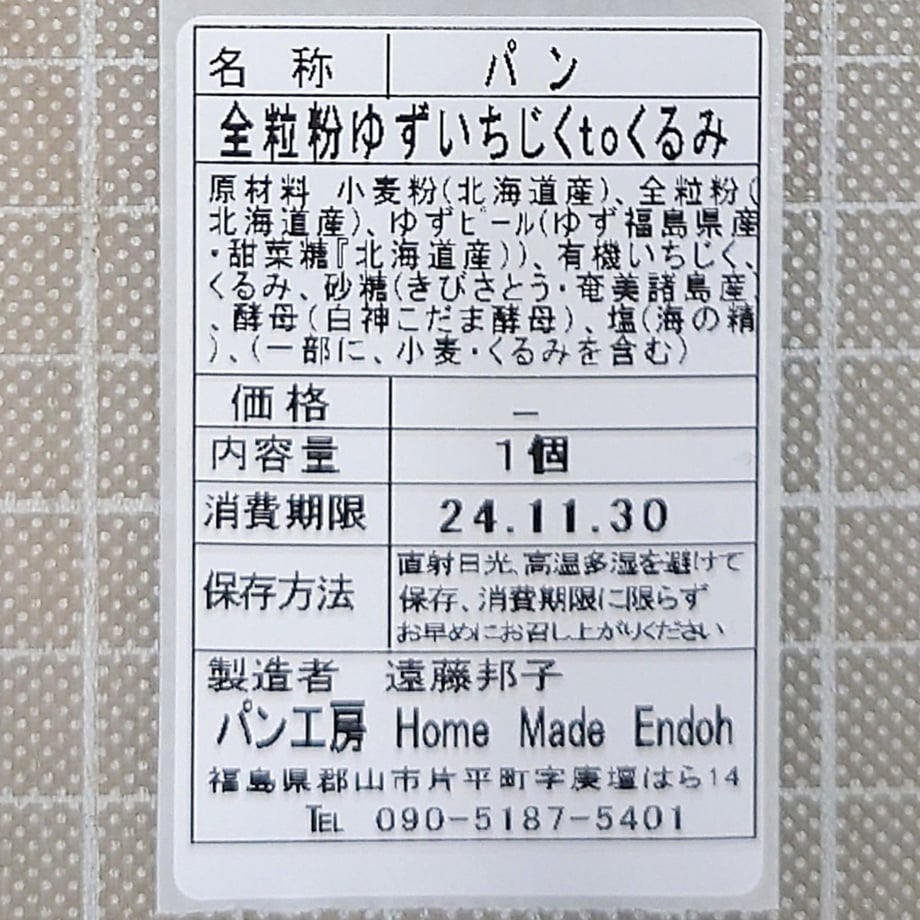 名 称 パン
全粒粉ゆずいちじくtoくるみ
原材料 小麦粉(北海道産)、全粒粉(
北海道産)、ゆずピール(ゆず福島県産
・甜菜糖『北海道産))、有機いちじく、
くるみ、砂糖(きびさとう・奄美諸島産)
、酵母(白神こだま酵母)、塩(海の精
)、(一部に、小麦・くるみを含む)
価格 −
内容量 1個
消費期限 24.11.30
保存方法 直射日光、高温多湿を避けて
保存、消費期限に限らず
お早めにお召し上がりください
製造者 遠藤邦子
パン工房 Home Made Endoh
福島県郡山市片平町字庚壇はら14
TEL 090-5187-5401